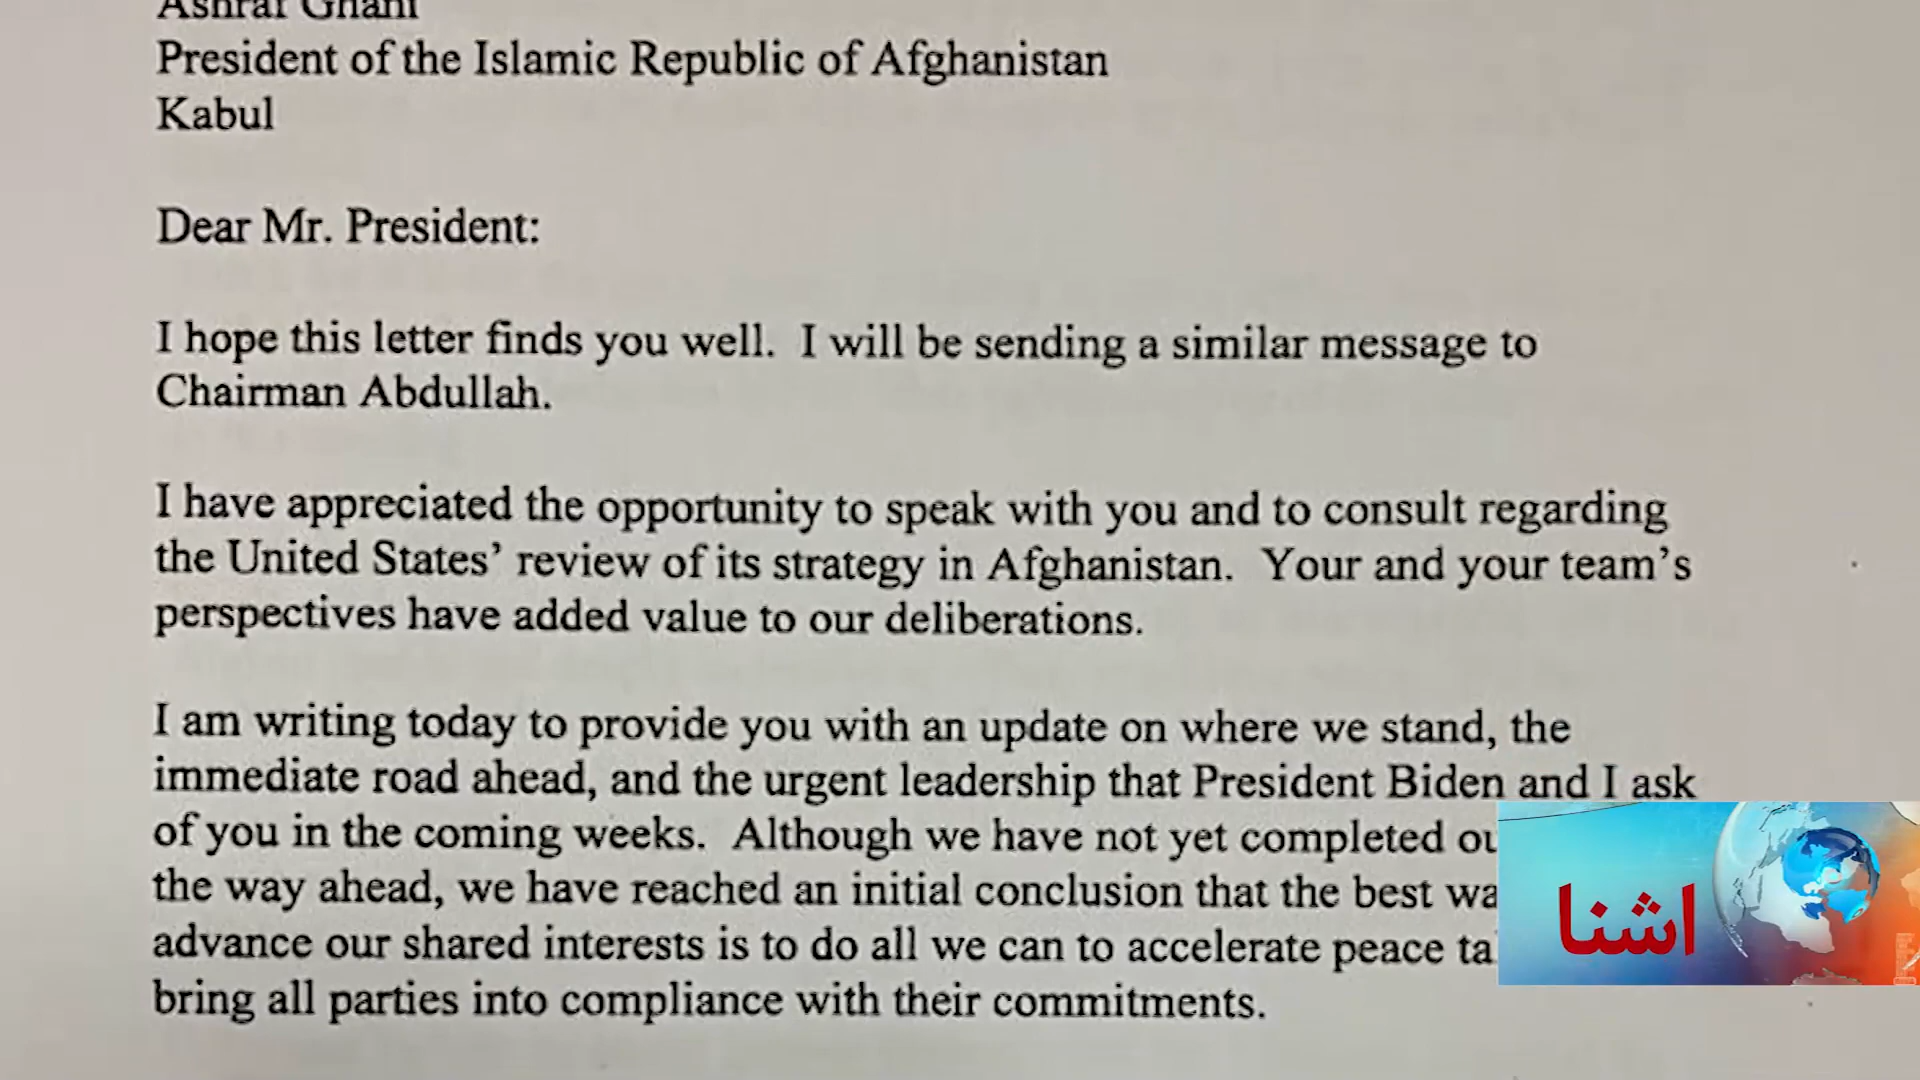 Ashraf Ghani
President of the Islamic Republic of Afghanistan
Kabul
Dear Mr. President:
I hope this letter finds you well. I will be sending a similar message to
Chairman Abdullah.
I have appreciated the opportunity to speak with you and to consult regarding
the United States’ review of its strategy in Afghanistan. Your and your team’s
perspectives have added value to our deliberations.
I am writing today to provide you with an update on where we stand, the
immediate road ahead, and the urgent leadership that President Biden and I ask
of you in the coming weeks. Although we have not yet completed
the way ahead, we have reached an initial conclusion that the best
advance our shared interests is to do all we can to accelerate peace
bring all parties into compliance with their commitments.
اشنا